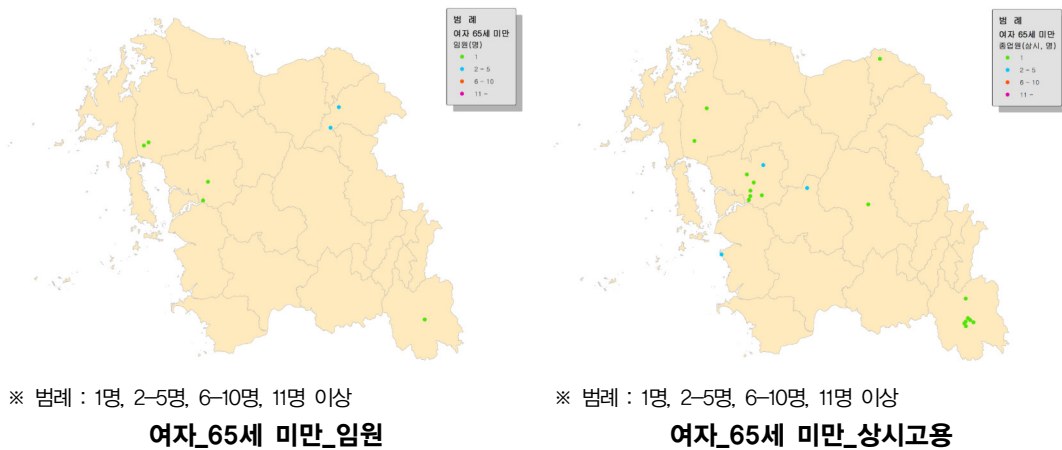 범 례
여자 65세 미만
임원(명)
1
2 ~ 5
6 - 10
11 -
범 례
여자 65세 미만
종업원(상시, 명)
1
2 ~ 5
6 - 10
11 -
※ 범례 : 1명, 2–5명, 6–10명, 11명 이상
여자_65세 미만_임원
※ 범례 : 1명, 2–5명, 6–10명, 11명 이상
여자_65세 미만_상시고용